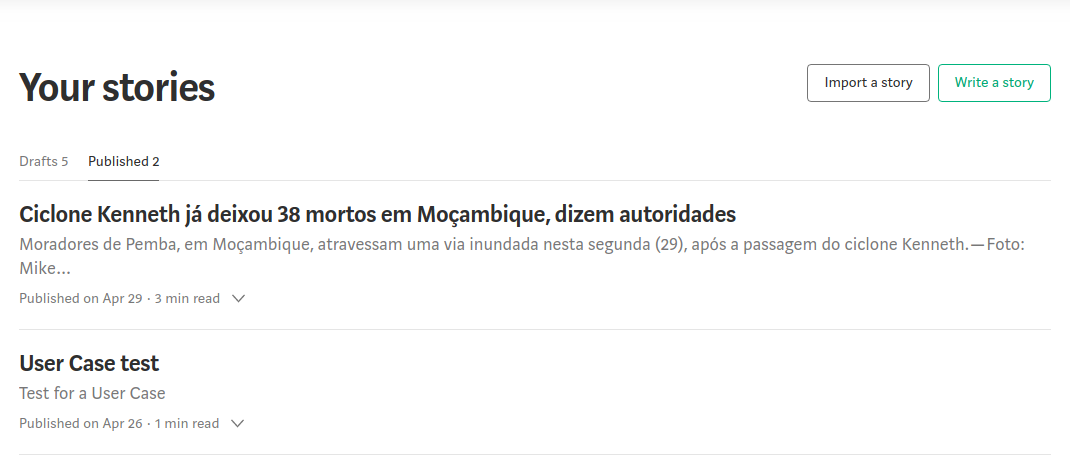 Your stories
Import a story
Write a story
Drafts 5
Published 2
Ciclone Kenneth já deixou 38 mortos em Moçambique, dizem autoridades
Moradores de Pemba, em Moçambique, atravessam uma via inundada nesta segunda (29), após a passagem do ciclone Kenneth. — Foto:
Mike...
Published on Apr 29 · 3 min read
User Case test
Test for a User Case
Published on Apr 26 · 1 min read